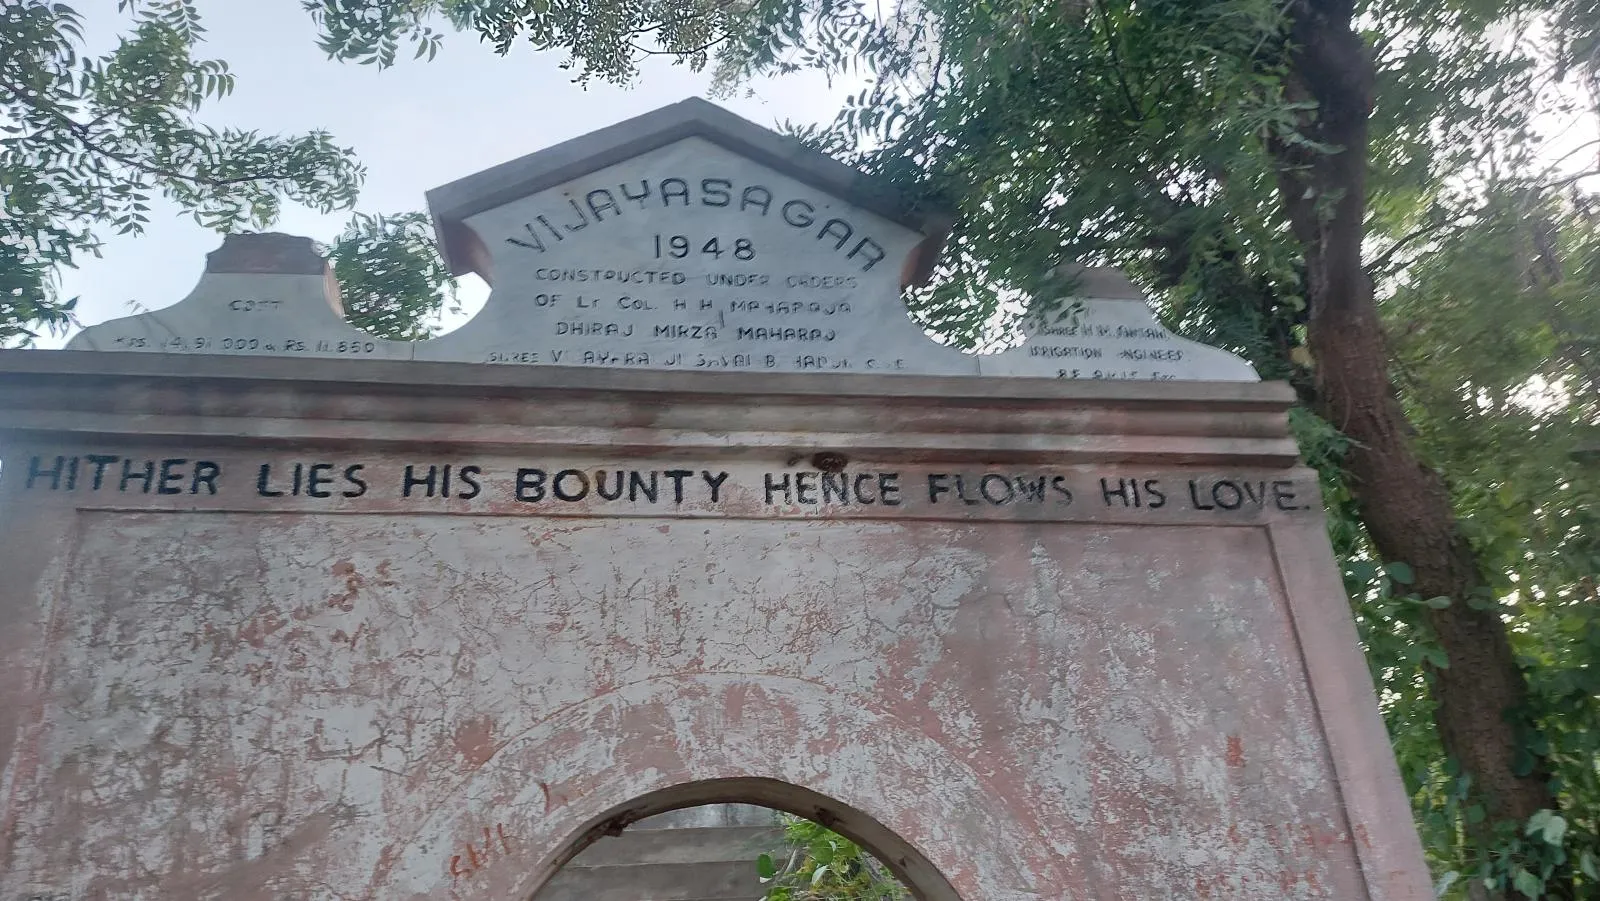 VIJAYASAGAR
1948
CONSTRUCTED UNDER ORDERS
OF Lt COL. H H MAHARAJA
DHIRAJ MIRZA MAHARAJ
COST
SHREE
IRRIGATION ENGINEER
HITHER LIES HIS BOUNTY HENCE FLOWS HIS LOVE.